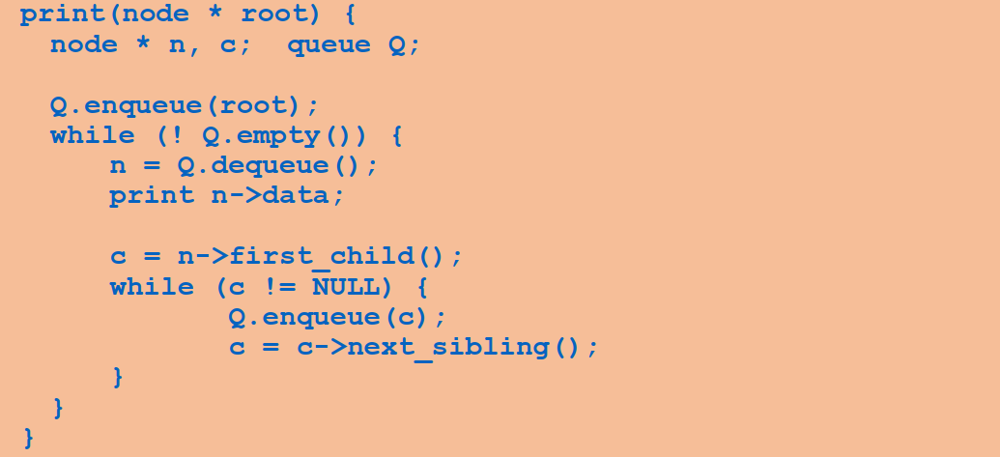 print(node * root) {
node * n, c;  queue Q;
Q.enqueue(root);
while (! Q.empty()) {
n = Q.dequeue();
print n->data;
c = n->first_child();
while (c != NULL) {
Q.enqueue(c);
c = c->next_sibling();
}
}
}